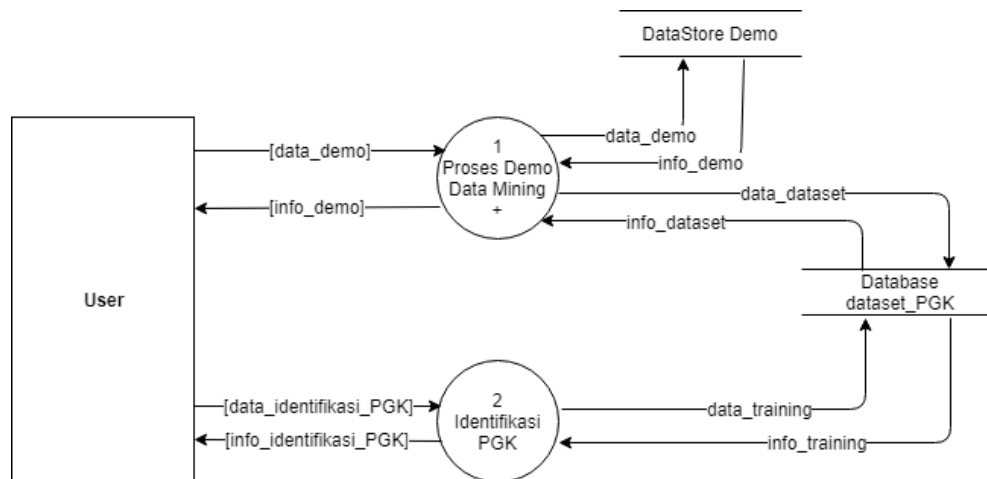 DataStore Demo
[data_demo]
1
Proses Demo
Data Mining
+
data_demo
info_demo
[info_demo]
data_dataset
info_dataset
User
Database
dataset_PGK
[data_identifikasi_PGK]
2
Identifikasi
PGK
data_training
[info_identifikasi_PGK]
info_training